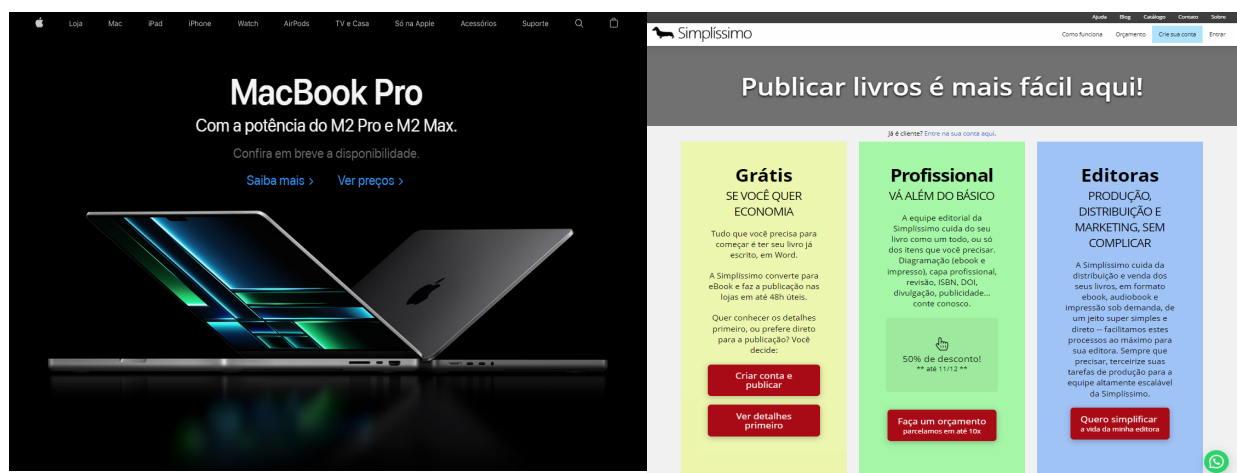 Loja Mac iPad iPhone Watch AirPods TV e Casa Só na Apple Acessórios Suporte
MacBook Pro
Com a potência do M2 Pro e M2 Max.
Confira em breve a disponibilidade.
Saiba mais > Ver preços >
Ajuda Blog Catálogo Contato Sobre
Simplíssimo
Como funciona Orçamento Crie sua conta Entrar
Publicar livros é mais fácil aqui!
Já é cliente? Entre na sua conta aqui.
Grátis
SE VOCÊ QUER
ECONOMIA
Tudo que você precisa para
começar é ter seu livro já
escrito, em Word.
A Simplíssimo converte para
eBook e faz a publicação nas
lojas em até 48h úteis.
Quer conhecer os detalhes
primeiro, ou prefere direto
para a publicação? Você
decide:
Criar conta e
publicar
Ver detalhes
primeiro
Profissional
VÁ ALÉM DO BÁSICO
A equipe editorial da
Simplíssimo cuida do seu
livro como um todo, ou só
dos itens que você precisar.
Diagramação (ebook e
impresso), capa profissional,
revisão, ISBN, DOI,
divulgação, publicidade...
conte conosco.
50% de desconto!
** até 11/12 **
Faça um orçamento
parcelamos em até 10x
Editoras
PRODUÇÃO,
DISTRIBUIÇÃO E
MARKETING, SEM
COMPLICAR
A Simplíssimo cuida da
distribuição e venda dos
seus livros, em formato
ebook, audiobook e
impressão sob demanda, de
um jeito super simples e
direto -- facilitamos estes
processos ao máximo para
sua editora. Sempre que
precisar, terceirize suas
tarefas de produção para a
equipe altamente escalável
da Simplíssimo.
Quero simplificar
a vida da minha editora